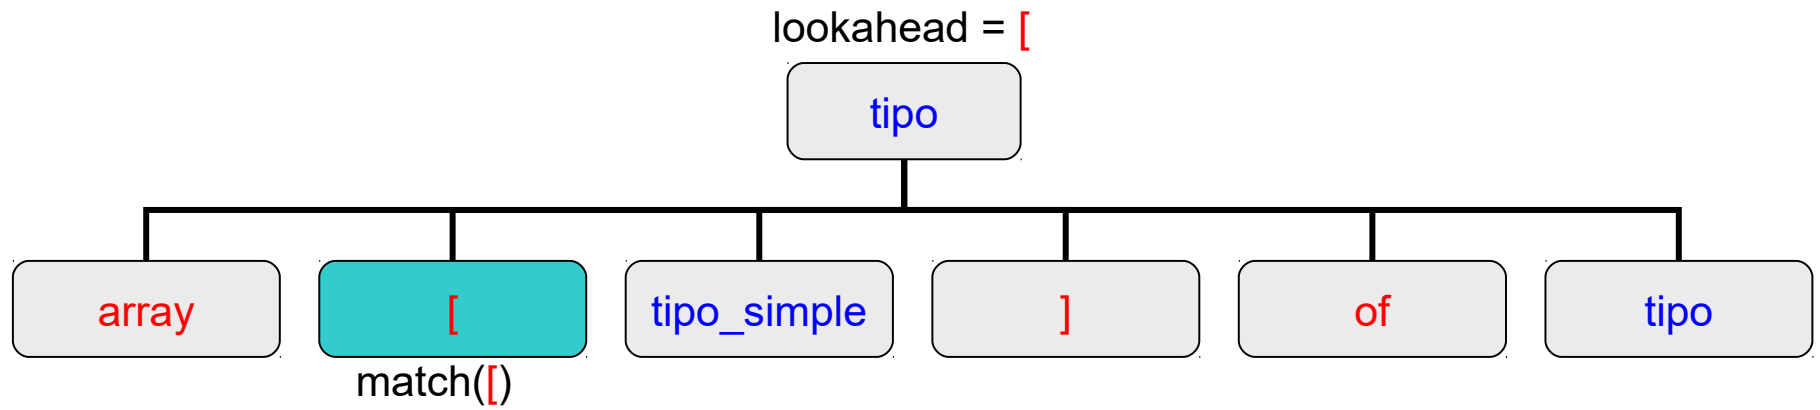 lookahead = [
tipo
array [ tipo_simple ] of tipo
match([)